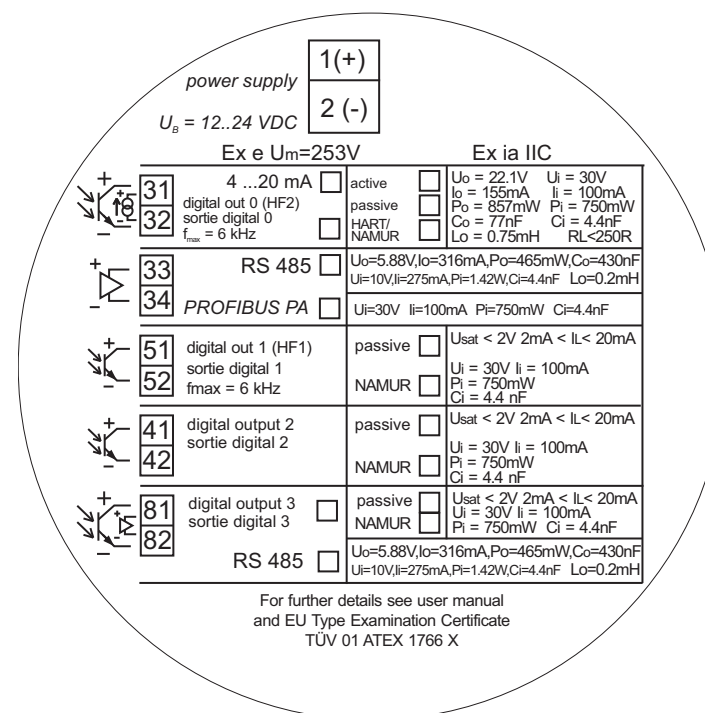 1(+)
power supply
2 (-)
UB = 12..24 VDC
Ex e Um=253V Ex ia IIC
+ 31 4 ...20 mA active Uo = 22.1V Ui = 30V
Io = 155mA Ii = 100mA
digital out 0 (HF2) passive Po = 857mW Pi = 750mW
32 sortie digital 0 HART/ Co = 77nF Ci = 4.4nF
- fmax = 6 kHz NAMUR Lo = 0.75mH RL<250R
+ 33 RS 485 Uo=5.88V,Io=316mA,Po=465mW,Co=430nF
Ui=10V,Ii=275mA,Pi=1.42W,Ci=4.4nF Lo=0.2mH
- 34 PROFIBUS PA Ui=30V Ii=100mA Pi=750mW Ci=4.4nF
+ 51 digital out 1 (HF1) passive Usat < 2V 2mA < IL< 20mA
sortie digital 1 Ui = 30V Ii = 100mA
- 52 fmax = 6 kHz NAMUR Pi = 750mW
Ci = 4.4 nF
+ 41 digital output 2 passive Usat < 2V 2mA < IL< 20mA
sortie digital 2 Ui = 30V Ii = 100mA
- 42 NAMUR Pi = 750mW
Ci = 4.4 nF
+ 81 digital output 3 passive Usat < 2V 2mA < IL< 20mA
+ sortie digital 3 Ui = 30V Ii = 100mA
- NAMUR Pi = 750mW Ci = 4.4nF
- 82 RS 485 Uo=5.88V,Io=316mA,Po=465mW,Co=430nF
Ui=10V,Ii=275mA,Pi=1.42W,Ci=4.4nF Lo=0.2mH
For further details see user manual
and EU Type Examination Certificate
TÜV 01 ATEX 1766 X